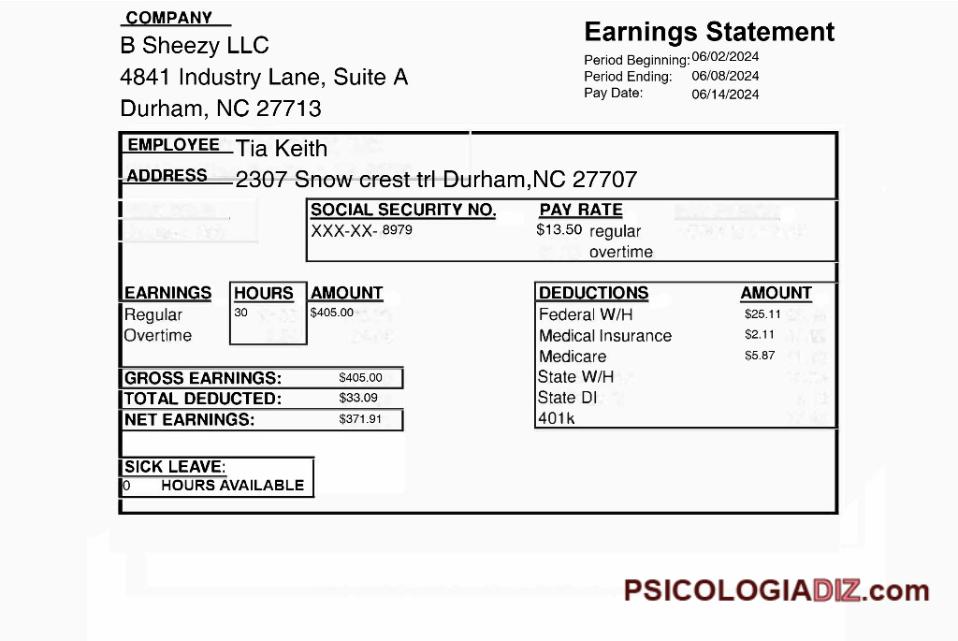 COMPANY
B Sheezy LLC
4841 Industry Lane, Suite A
Durham, NC 27713
Earnings Statement
Period Beginning: 06/02/2024
Period Ending: 06/08/2024
Pay Date: 06/14/2024
EMPLOYEE Tia Keith
ADDRESS 2307 Snow crest trl Durham,NC 27707
SOCIAL SECURITY NO. PAY RATE
XXX-XX- 8979 $13.50 regular
overtime
EARNINGS HOURS AMOUNT
Regular 30 $405.00
Overtime
DEDUCTIONS AMOUNT
Federal W/H $25.11
Medical Insurance $2.11
Medicare $5.87
State W/H
State DI
401k
GROSS EARNINGS: $405.00
TOTAL DEDUCTED: $33.09
NET EARNINGS: $371.91
SICK LEAVE:
0 HOURS AVAILABLE
PSICOLOGIADIZ.com